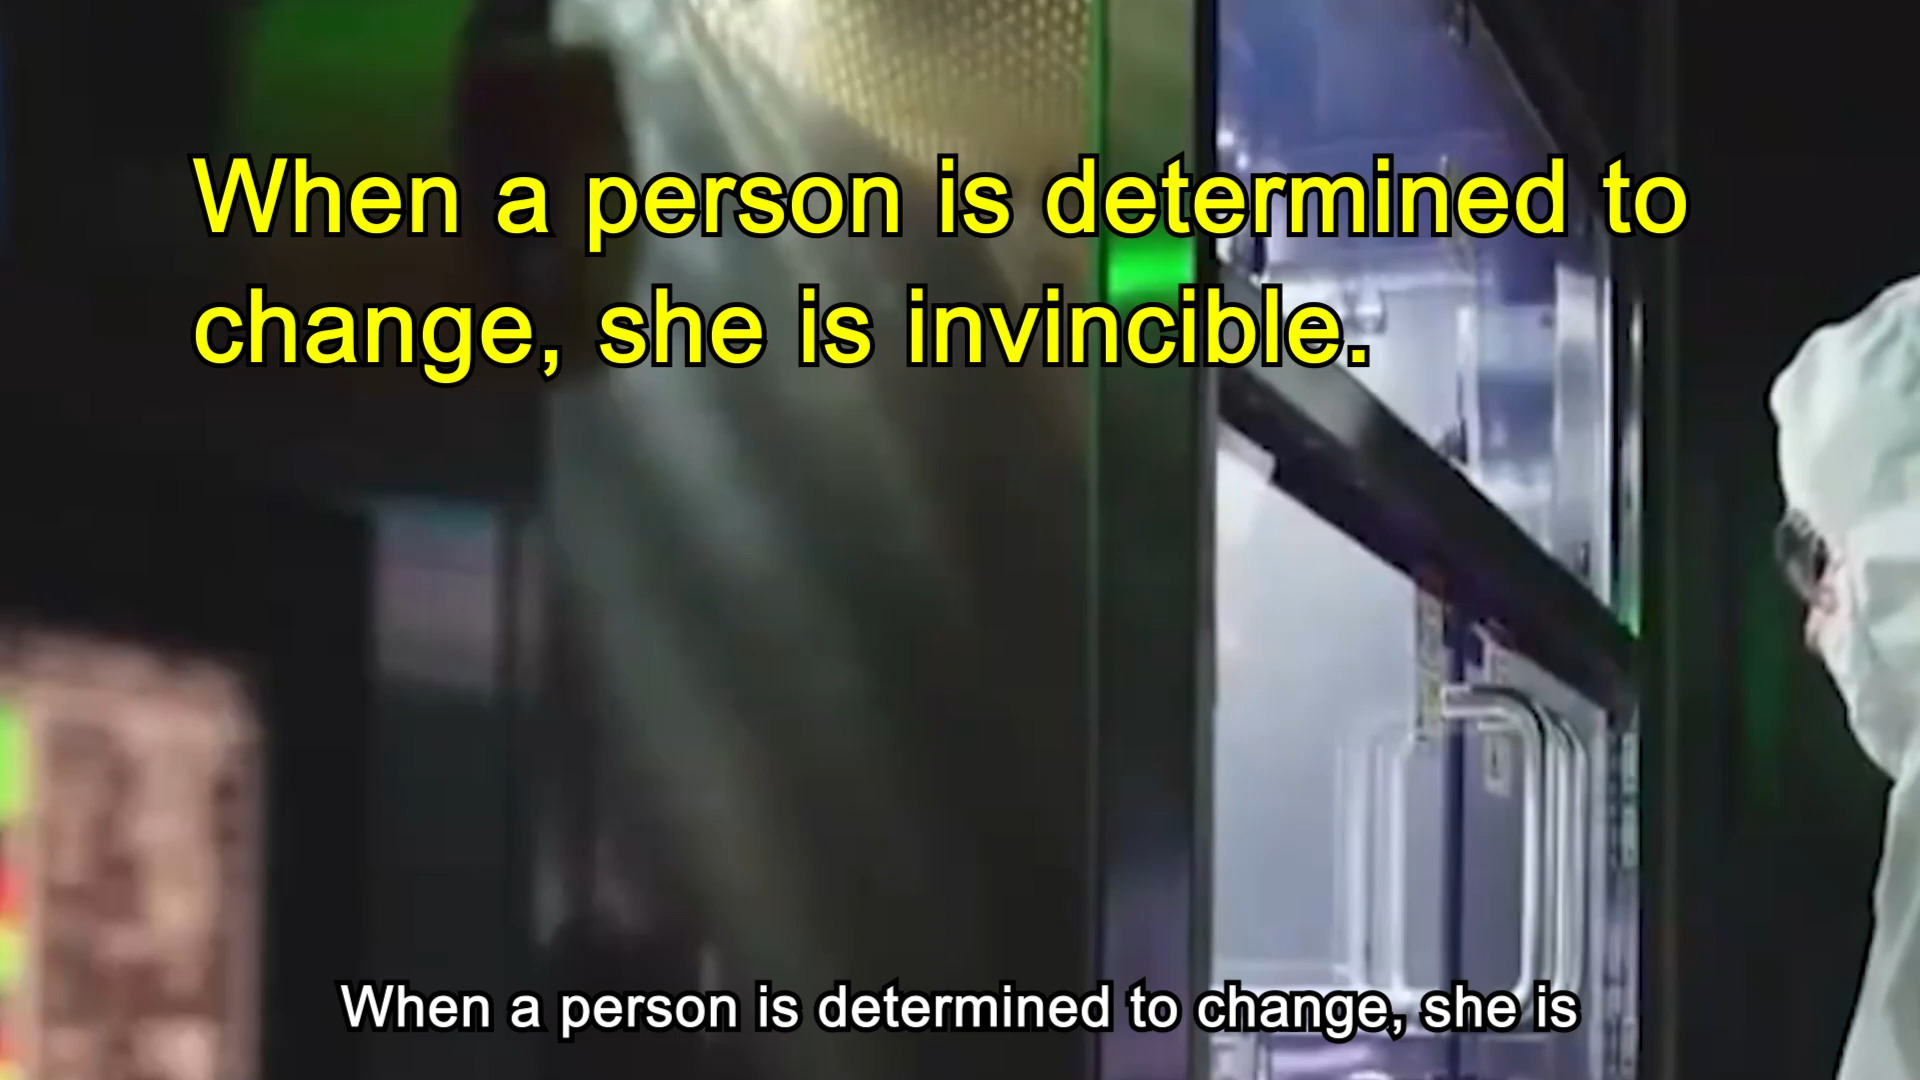 When a person is determined to
change, she is invincible.
When a person is determined to change, she is